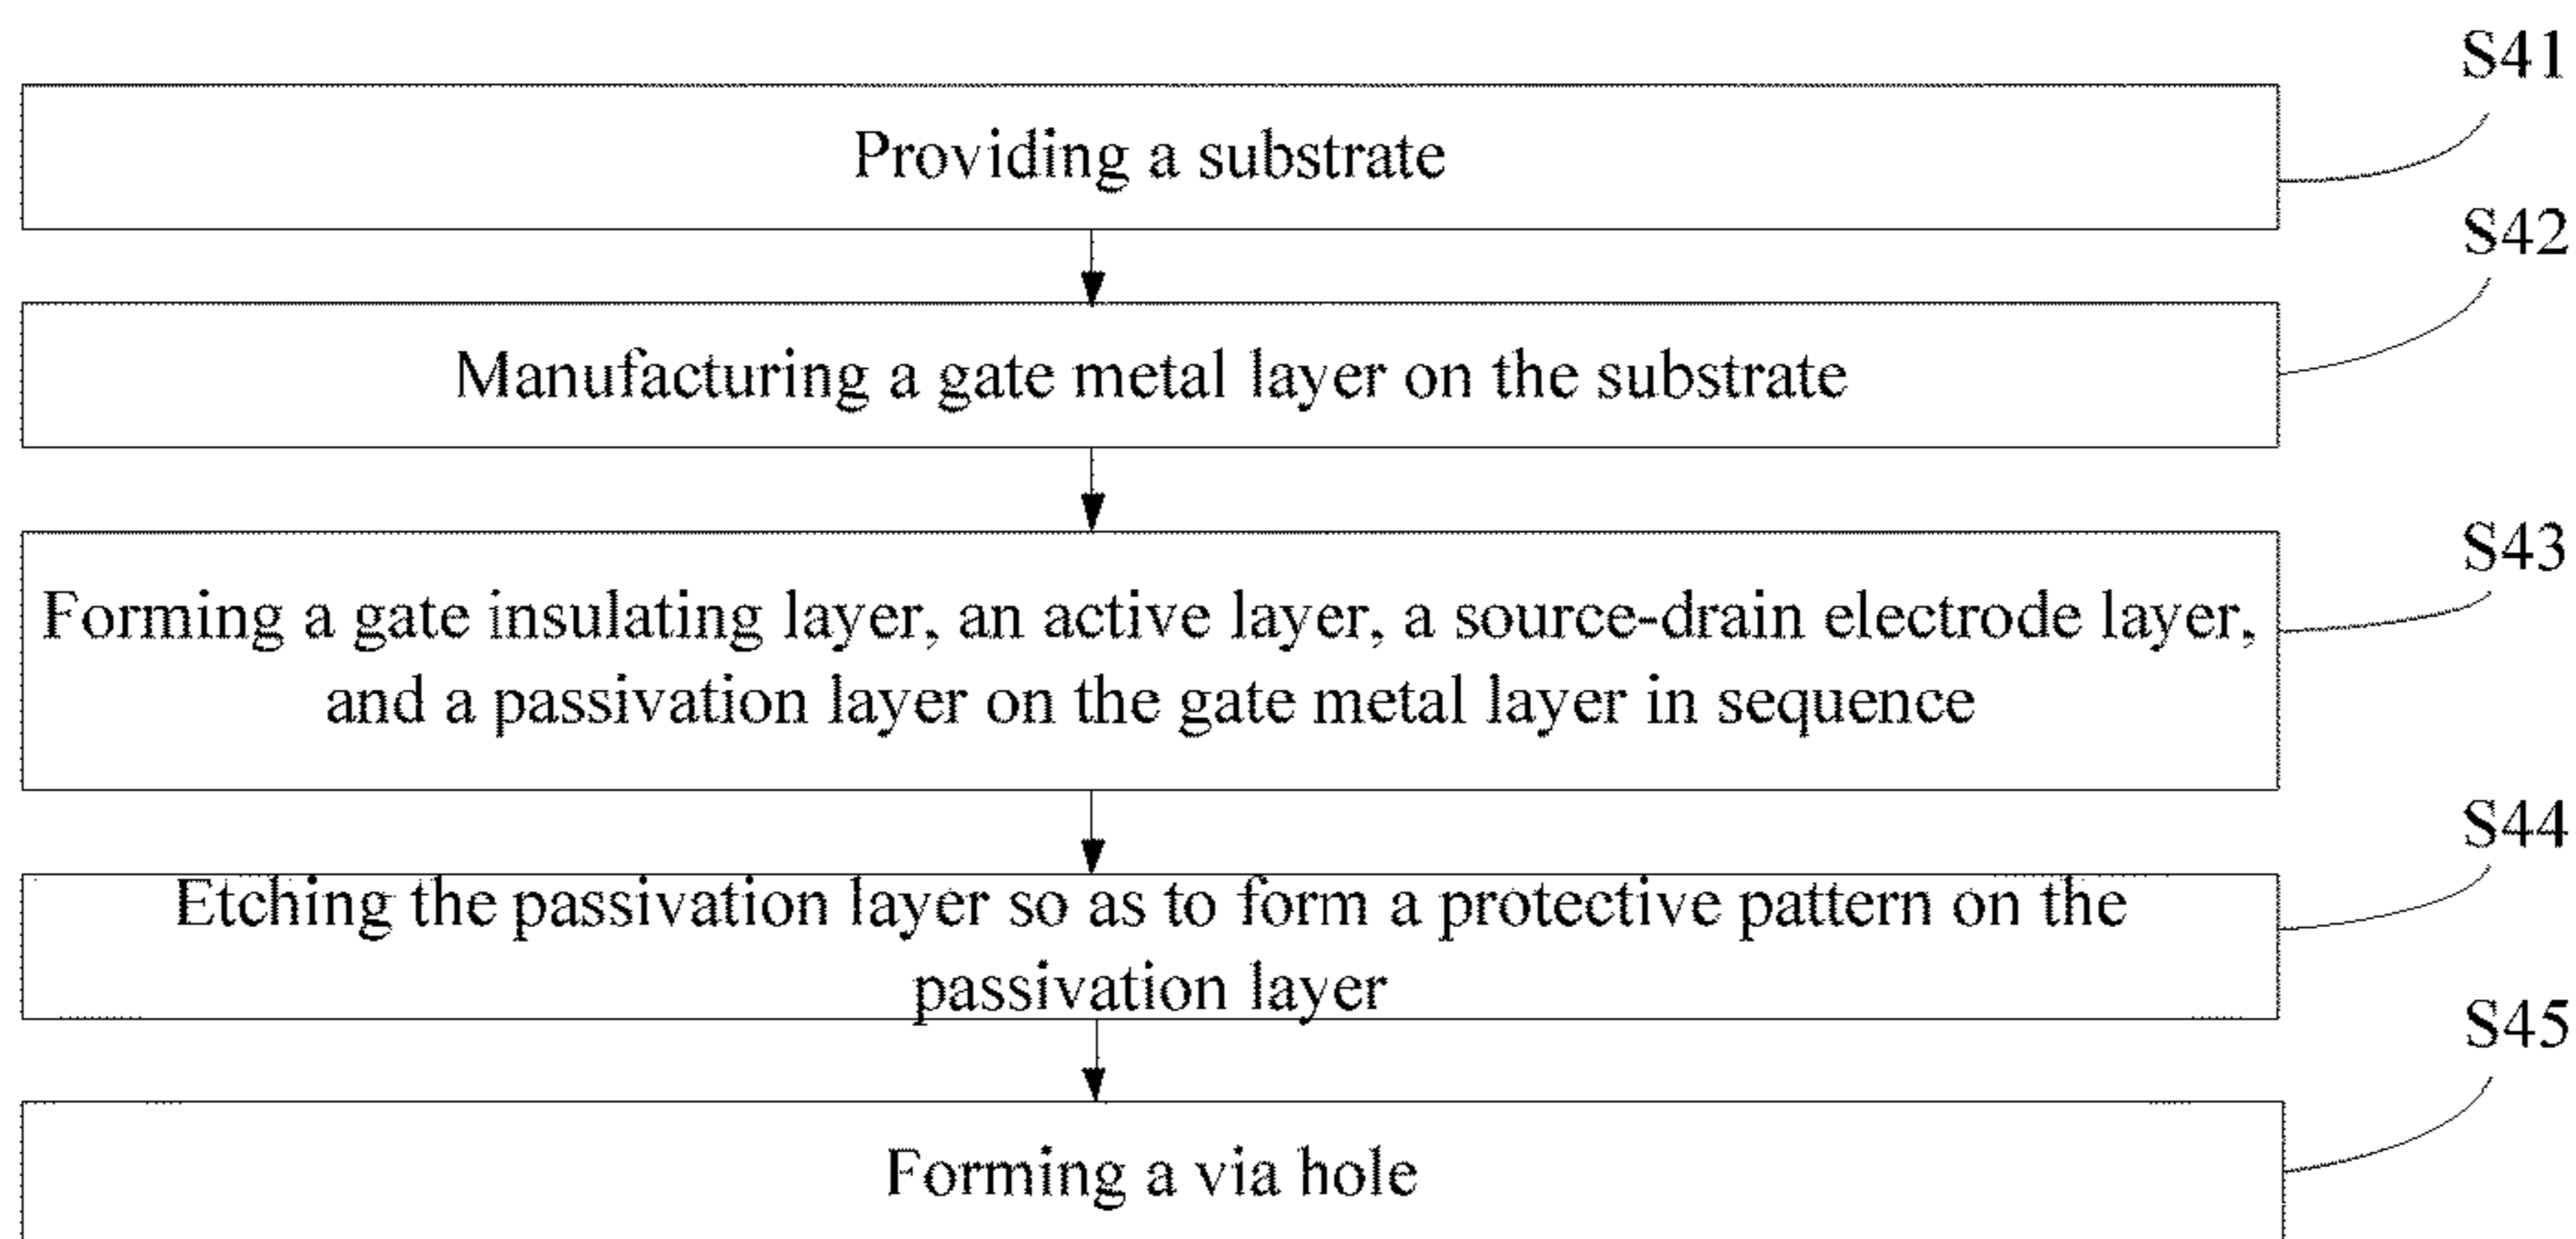 S41
Providing a substrate
S42
Manufacturing a gate metal layer on the substrate
S43
Forming a gate insulating layer, an active layer, a source-drain electrode layer,
and a passivation layer on the gate metal layer in sequence
S44
Etching the passivation layer so as to form a protective pattern on the
passivation layer
S45
Forming a via hole